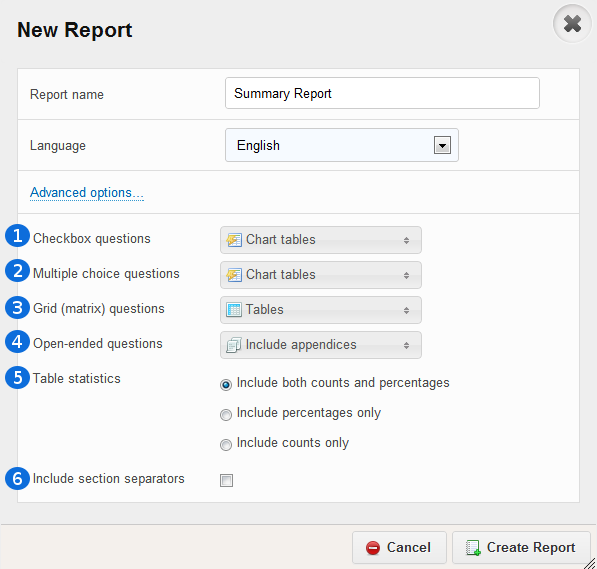 New Report
Report name
Summary Report
Language
English
Advanced options...
1 Checkbox questions
Chart tables
2 Multiple choice questions
Chart tables
3 Grid (matrix) questions
Tables
4 Open-ended questions
Include appendices
5 Table statistics
Include both counts and percentages
Include percentages only
Include counts only
6 Include section separators
Cancel
Create Report